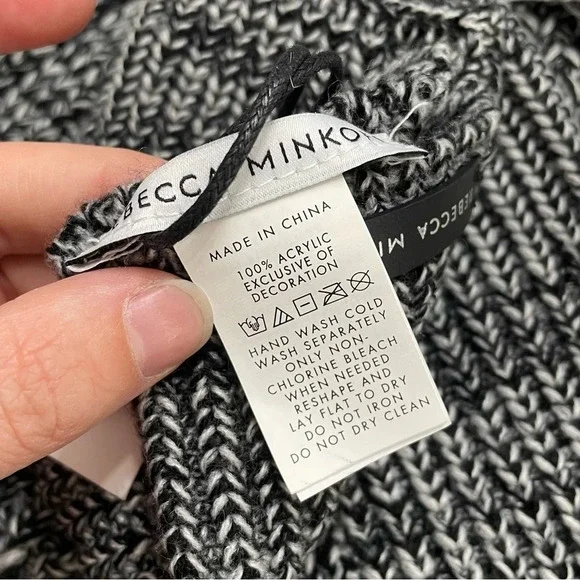 BECCA MINKO
MADE IN CHINA
100% ACRYLIC
EXCLUSIVE OF
DECORATION
HAND WASH COLD
WASH SEPARATELY
ONLY NON-
CHLORINE BLEACH
WHEN NEEDED
RESHAPE AND
LAY FLAT TO DRY
DO NOT IRON
DO NOT DRY CLEAN
REBECCA MIN